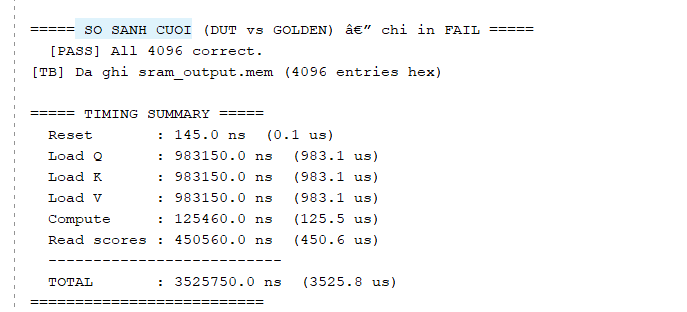 ===== SO SANH CUOI (DUT vs GOLDEN) â€” chi in FAIL =====
[PASS] All 4096 correct.
[TB] Da ghi sram_output.mem (4096 entries hex)
===== TIMING SUMMARY =====
Reset : 145.0 ns (0.1 us)
Load Q : 983150.0 ns (983.1 us)
Load K : 983150.0 ns (983.1 us)
Load V : 983150.0 ns (983.1 us)
Compute : 125460.0 ns (125.5 us)
Read scores : 450560.0 ns (450.6 us)
---------------------------
TOTAL : 3525750.0 ns (3525.8 us)
===========================